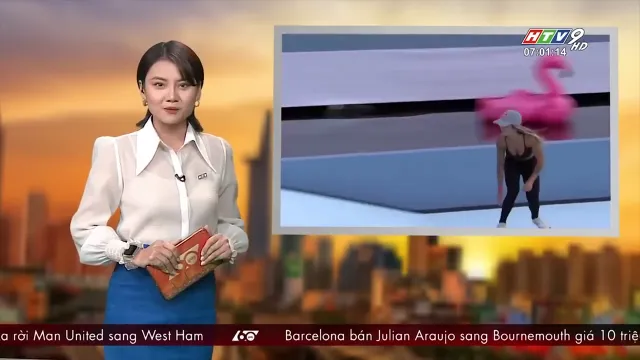 HTV9 HD
07:01:14
a rời Man United sang West Ham 60 Barcelona bán Julian Araujo sang Bournemouth giá 10 triệ